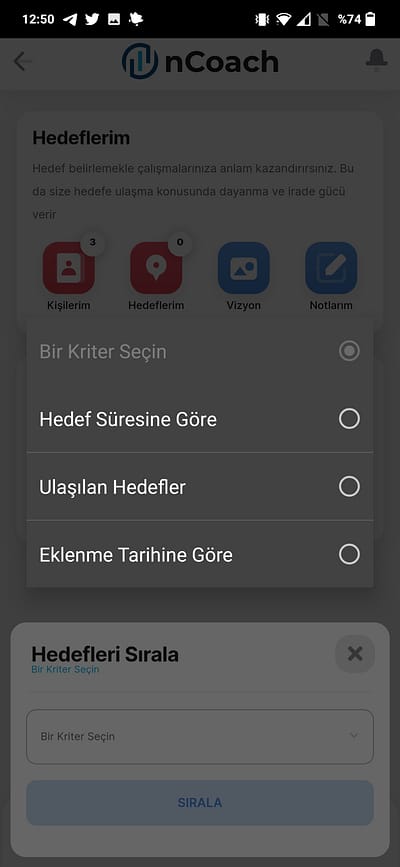 12:50
%74
nCoach
Hedeflerim
Hedef belirlemekle çalışmalarınıza anlam kazandırırsınız. Bu
da size hedefe ulaşma konusunda dayanma ve irade gücü
verir
3
0
Kişilerim
Hedeflerim
Vizyon
Notlarım
Bir Kriter Seçin
Hedef Süresine Göre
Ulaşılan Hedefler
Eklenme Tarihine Göre
Hedefleri Sırala
Bir Kriter Seçin
Bir Kriter Seçin
SIRALA